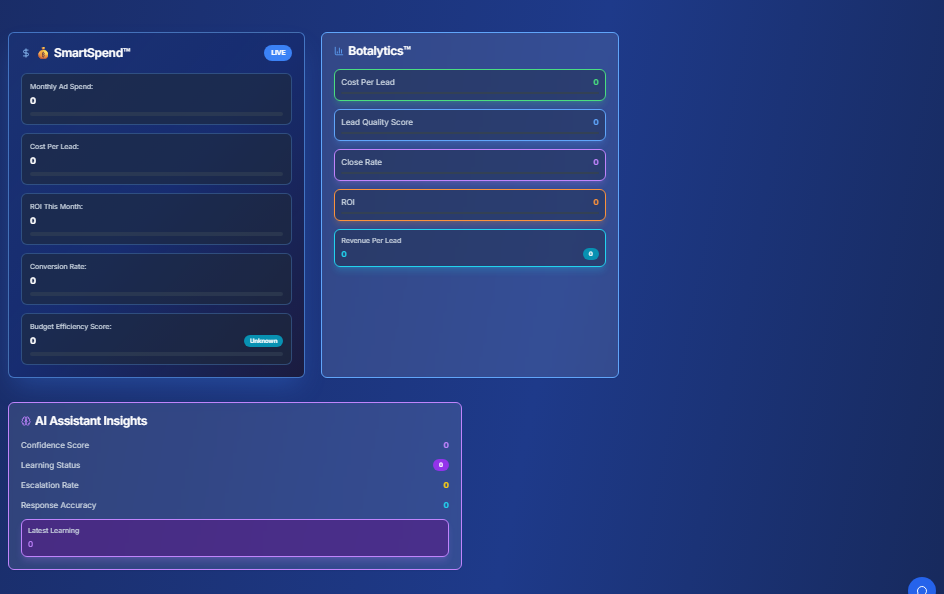 💰 SmartSpend™
LIVE
Monthly Ad Spend:
0
Cost Per Lead:
0
ROI This Month:
0
Conversion Rate:
0
Budget Efficiency Score:
0
Unknown
Botalytics™
Cost Per Lead 0
Lead Quality Score 0
Close Rate 0
ROI 0
Revenue Per Lead
0 0
AI Assistant Insights
Confidence Score 0
Learning Status 0
Escalation Rate 0
Response Accuracy 0
Latest Learning
0